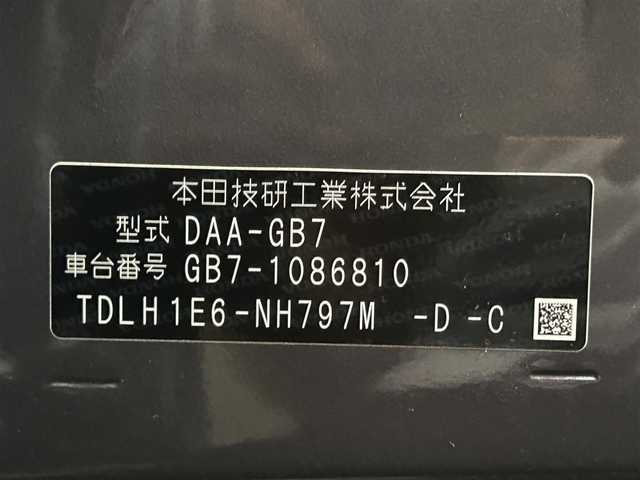 本田技研工業株式会社
型式 DAA-GB7
車台番号 GB7-1086810
TDLH1E6-NH797M -D -C